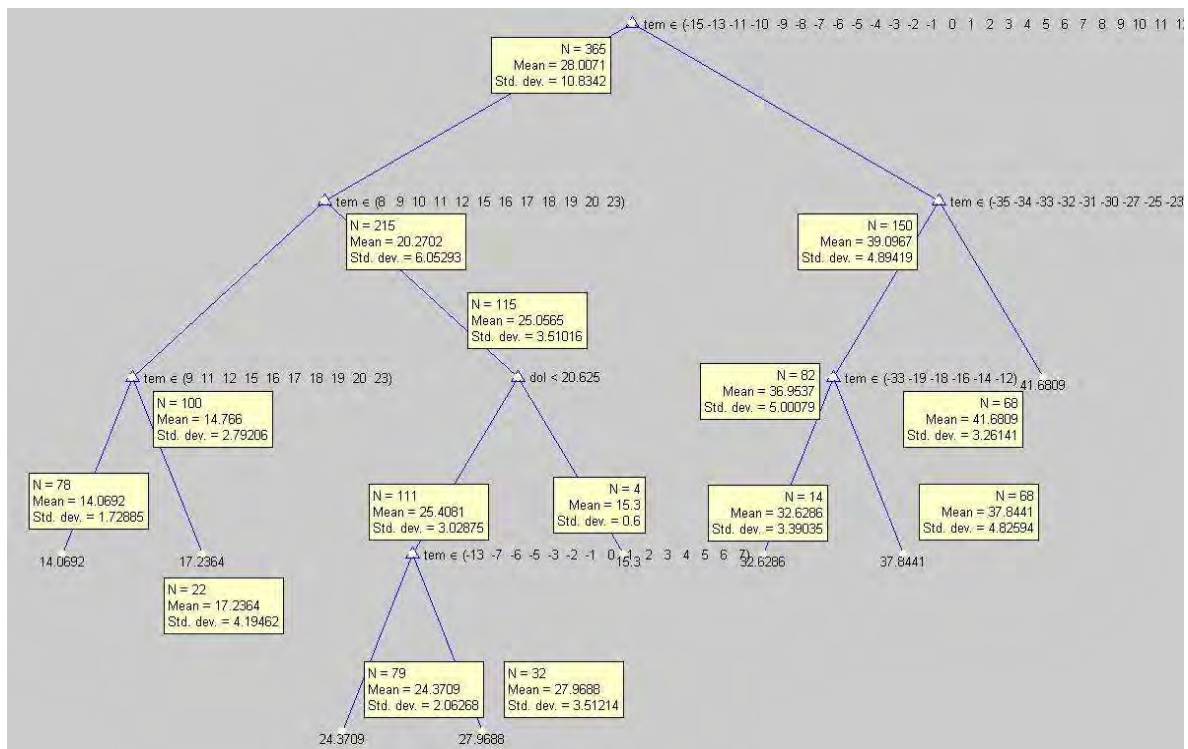 tem ∈ (-15 -13 -11 -10 -9 -8 -7 -6 -5 -4 -3 -2 -1 0 1 2 3 4 5 6 7 8 9 10 11 12
N = 365
Mean = 28.0071
Std. dev. = 10.8342
tem ∈ (8 9 10 11 12 15 16 17 18 19 20 23)
tem ∈ (-35 -34 -33 -32 -31 -30 -27 -25 -23
N = 215
Mean = 20.2702
Std. dev. = 6.05293
N = 150
Mean = 39.0967
Std. dev. = 4.89419
N = 115
Mean = 25.0565
Std. dev. = 3.51016
tem ∈ (9 11 12 15 16 17 18 19 20 23)
dol < 20.625
tem ∈ (-33 -19 -18 -16 -14 -12)
41.6809
N = 100
Mean = 14.766
Std. dev. = 2.79206
N = 82
Mean = 36.9537
Std. dev. = 5.00079
N = 68
Mean = 41.6809
Std. dev. = 3.26141
N = 78
Mean = 14.0692
Std. dev. = 1.72885
N = 111
Mean = 25.4081
Std. dev. = 3.02875
N = 4
Mean = 15.3
Std. dev. = 0.6
N = 14
Mean = 32.6286
Std. dev. = 3.39035
N = 68
Mean = 37.8441
Std. dev. = 4.82594
14.0692
17.2364
tem ∈ (-13 -7 -6 -5 -3 -2 -1 0 1 2 3 4 5 6 7)
15.3
32.6286
37.8441
N = 22
Mean = 17.2364
Std. dev. = 4.19462
N = 79
Mean = 24.3709
Std. dev. = 2.06268
N = 32
Mean = 27.9688
Std. dev. = 3.51214
24.3709
27.9688